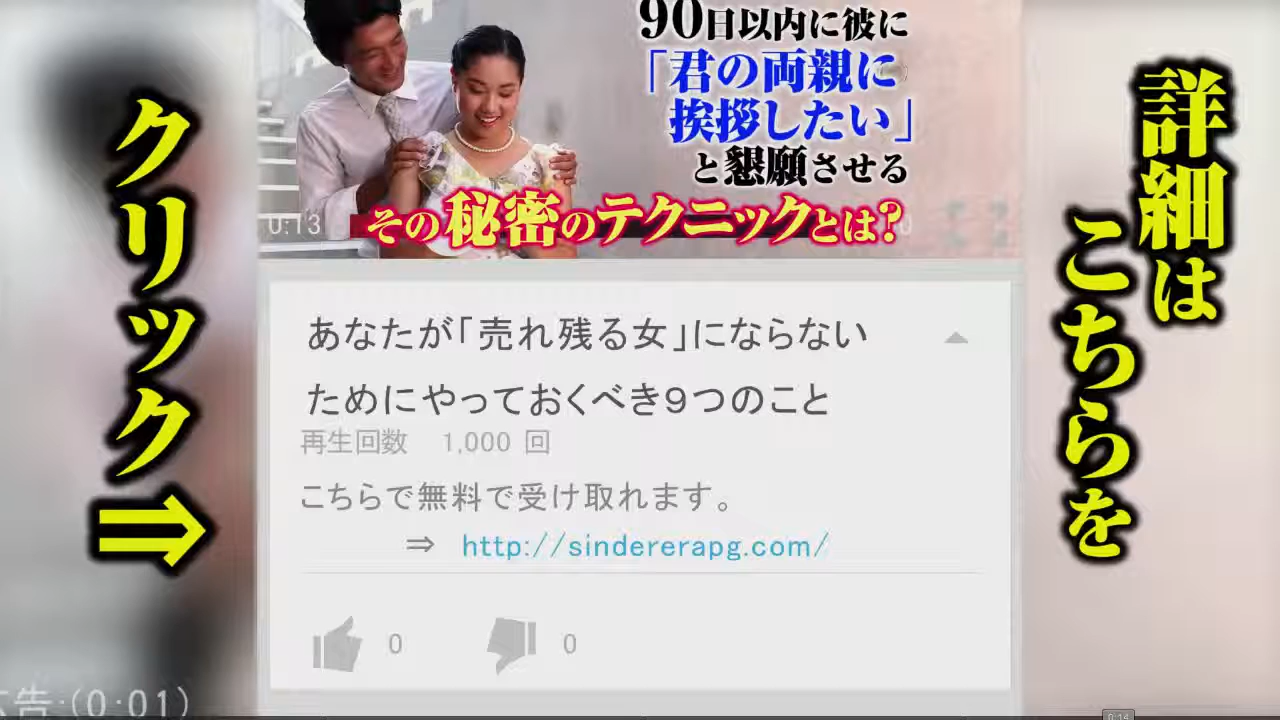 90日以内に彼に
「君の両親に
挨拶したい」
と懇願させる
その秘密のテクニックとは?
0:13
詳細は
こちらを
クリック⇒
あなたが「売れ残る女」にならない
ためにやっておくべき9つのこと
再生回数 1,000 回
こちらで無料で受け取れます。
⇒ http://sindererapg.com/
0 0
広告·(0:01)
0:14